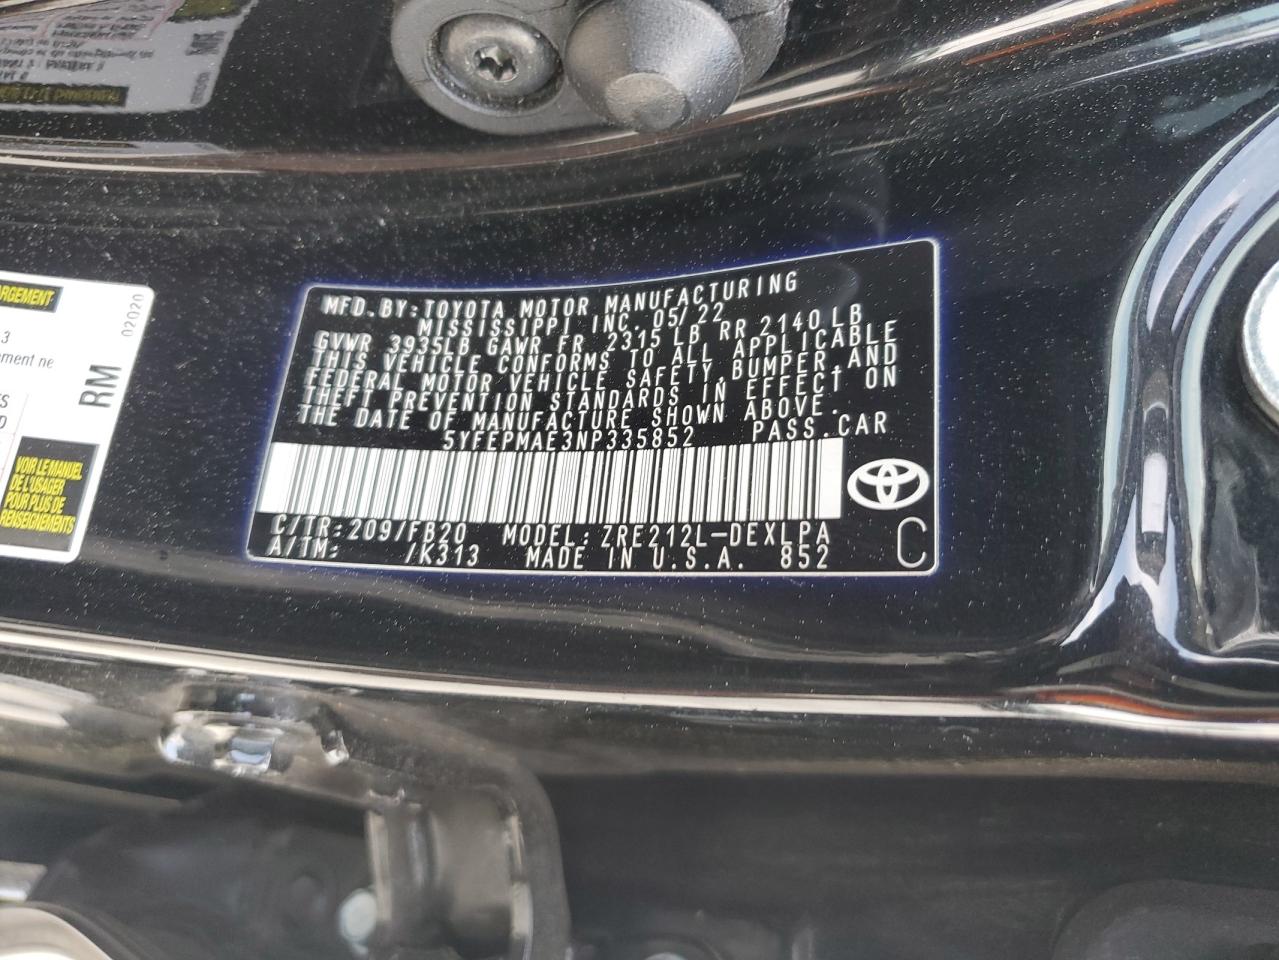 MFD.BY:TOYOTA MOTOR MANUFACTURING
MISSISSIPPI INC. 05/22
GVWR 3935LB GAWR FR 2315 LB RR 2140LB
THIS VEHICLE CONFORMS TO ALL APPLICABLE
FEDERAL MOTOR VEHICLE SAFETY, BUMPER, AND
THEFT PREVENTION STANDARDS IN EFFECT ON
THE DATE OF MANUFACTURE SHOWN ABOVE.
5YFEPMAE3NP335852 PASS.CAR
C/TR:209/FB20 MODEL:ZRE212L-DEXLPA
A/TM: /K313 MADE IN U.S.A. 852
C
02020
3
RM
VOIR LE MANUEL
DE L'USAGER
POUR PLUS DE
RENSEIGNEMENTS